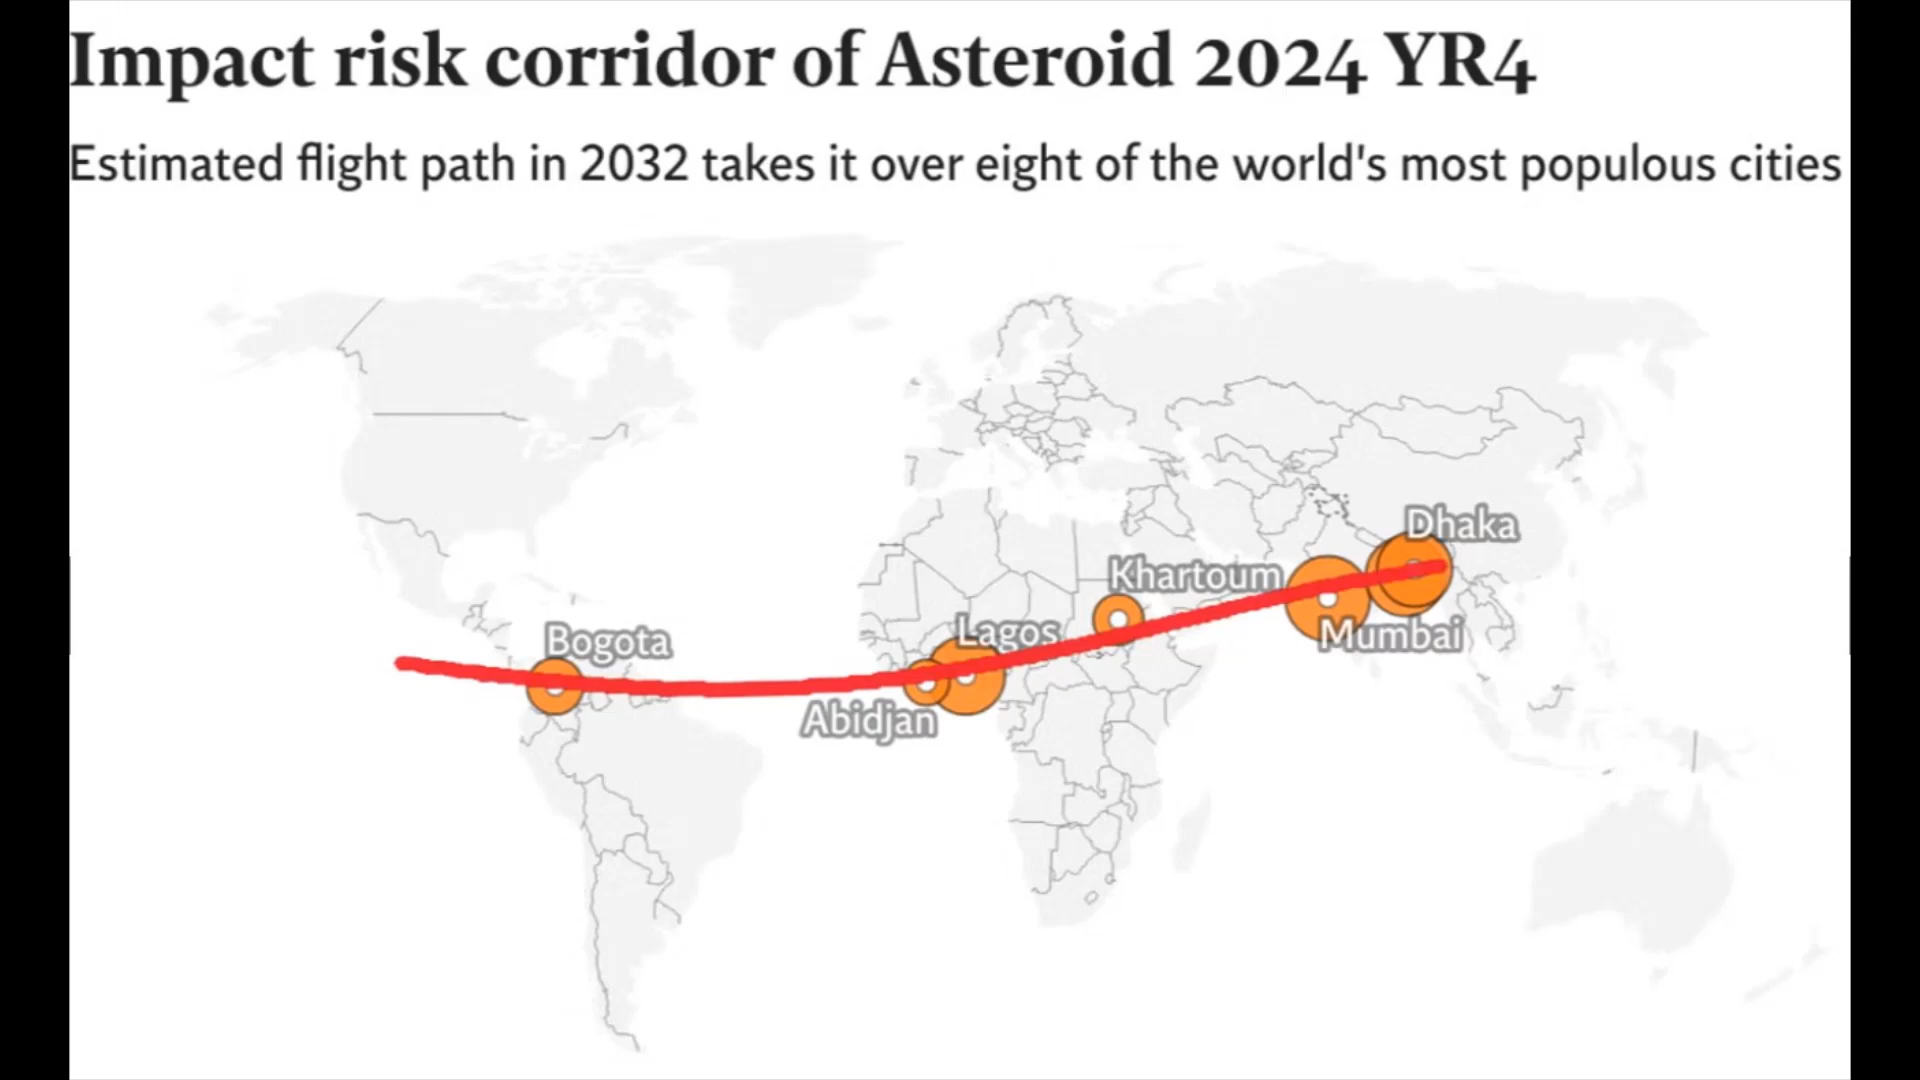 Impact risk corridor of Asteroid 2024 YR4
Estimated flight path in 2032 takes it over eight of the world's most populous cities
Dhaka
Khartoum
Lagos
Mumbai
Bogota
Abidjan